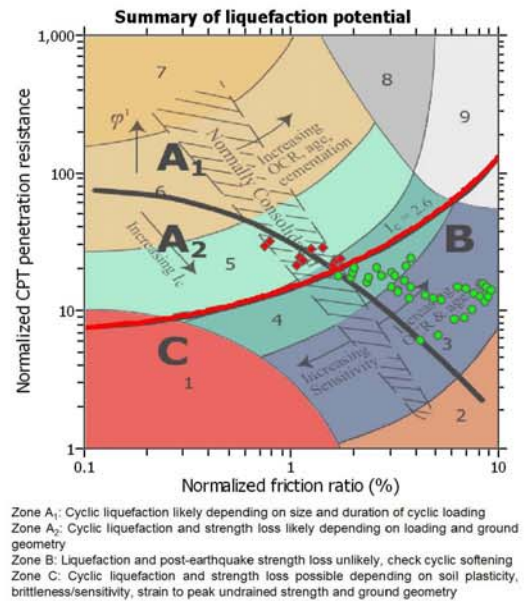 Summary of liquefaction potential
1,000
7
8
9
φ'
Increasing
OCR, age,
cementation
Normally Consolidated
A1
100
6
Ic = 2.6
A2
B
Increasing Ic
5
Normalized CPT penetration resistance
10
4
Increasing
OCR & age
C
3
Increasing
Sensitivity
1
2
1
0.1
1
10
Normalized friction ratio (%)
Zone A1: Cyclic liquefaction likely depending on size and duration of cyclic loading
Zone A2: Cyclic liquefaction and strength loss likely depending on loading and ground
geometry
Zone B: Liquefaction and post-earthquake strength loss unlikely, check cyclic softening
Zone C: Cyclic liquefaction and strength loss possible depending on soil plasticity,
brittleness/sensitivity, strain to peak undrained strength and ground geometry